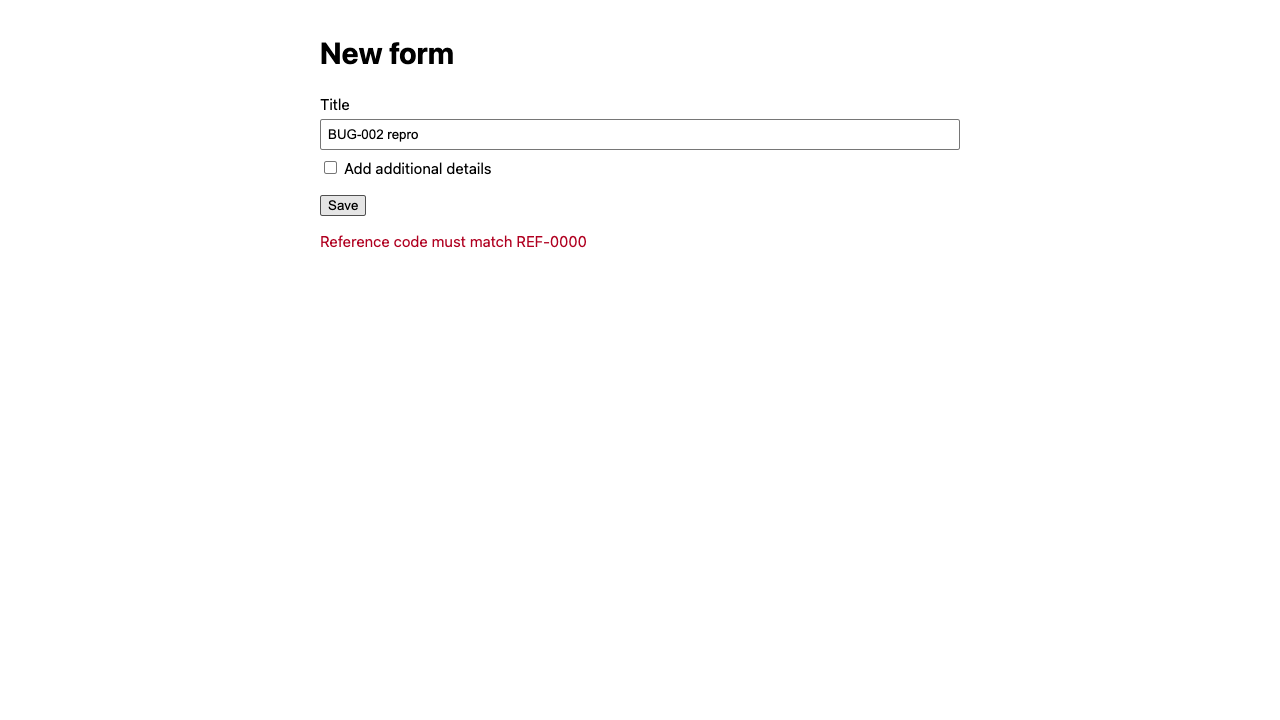 New form
Title
BUG-002 repro
Add additional details
Save
Reference code must match REF-0000